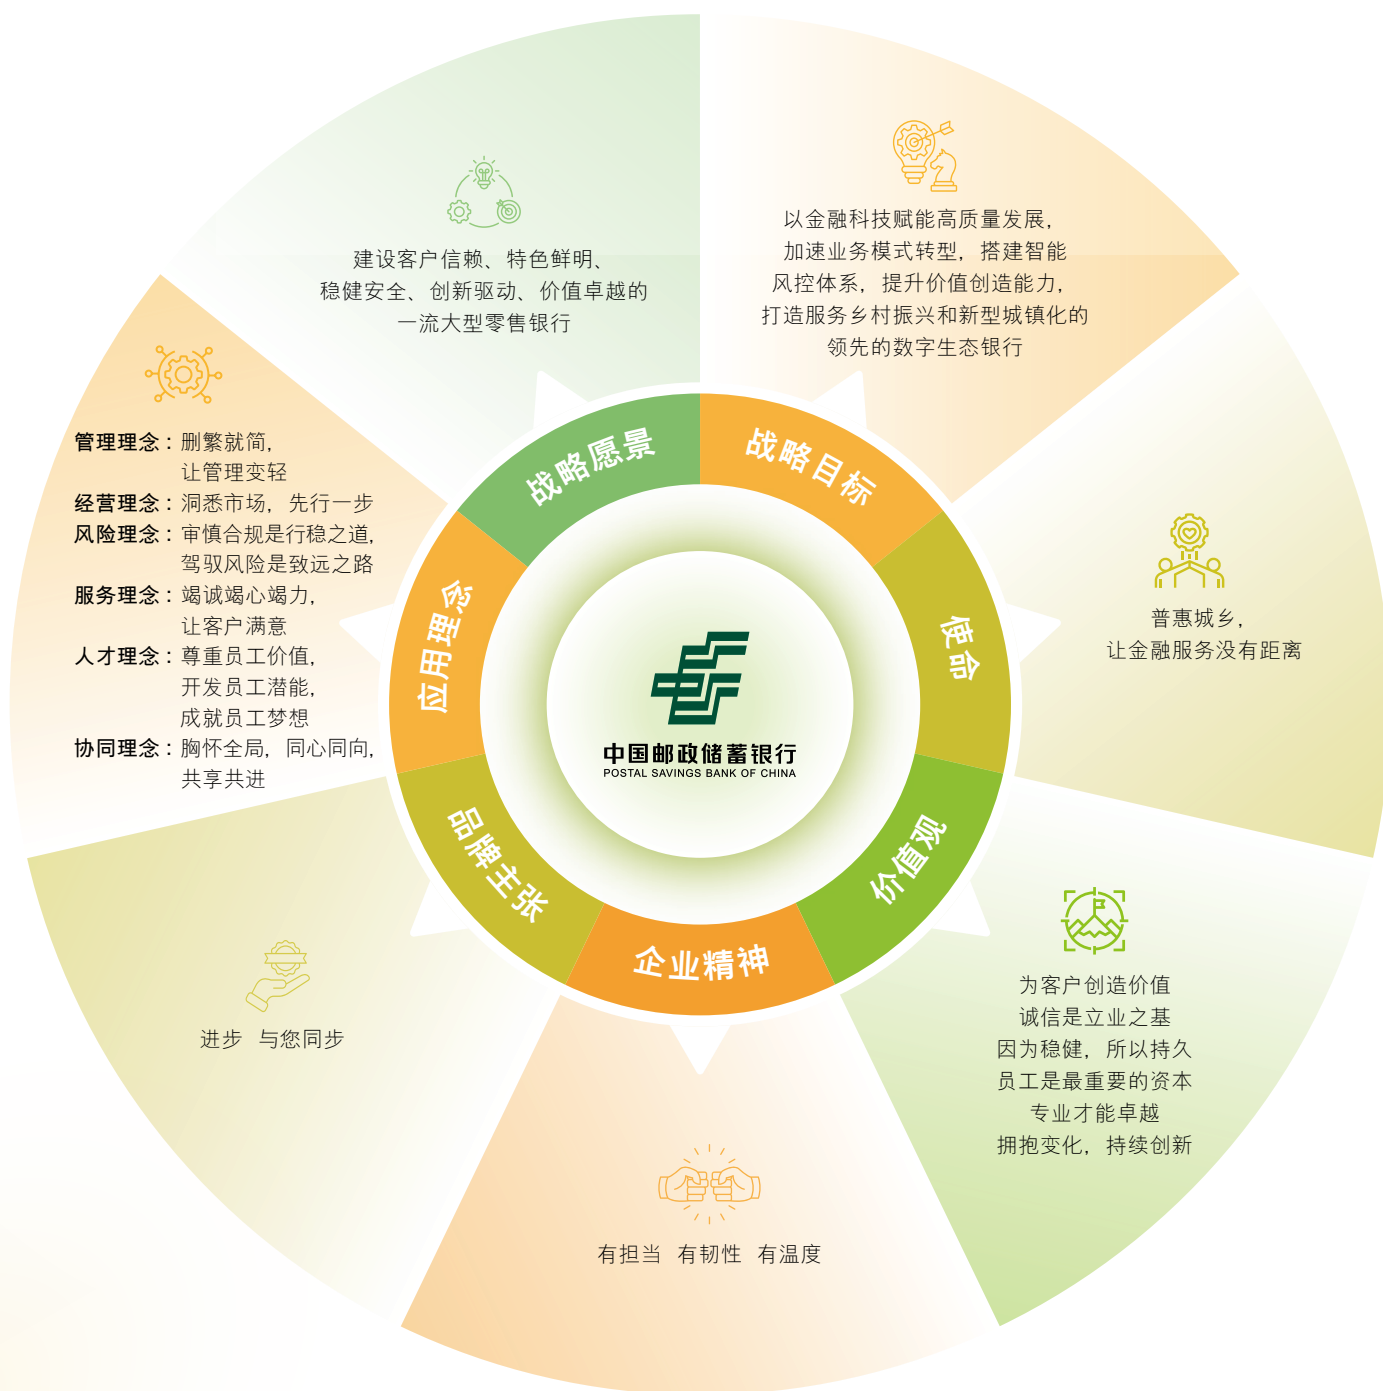 建设客户信赖、特色鲜明、
稳健安全、创新驱动、价值卓越的
一流大型零售银行
战略愿景
以金融科技赋能高质量发展，
加速业务模式转型，搭建智能
风控体系，提升价值创造能力，
打造服务乡村振兴和新型城镇化的
领先的数字生态银行
战略目标
普惠城乡，
让金融服务没有距离
使命
为客户创造价值
诚信是立业之基
因为稳健，所以持久
员工是最重要的资本
专业才能卓越
拥抱变化，持续创新
价值观
有担当 有韧性 有温度
企业精神
进步 与您同步
品牌主张
管理理念：删繁就简，
让管理变轻
经营理念：洞悉市场，先行一步
风险理念：审慎合规是行稳之道，
驾驭风险是致远之路
服务理念：竭诚竭心竭力，
让客户满意
人才理念：尊重员工价值，
开发员工潜能，
成就员工梦想
协同理念：胸怀全局，同心同向，
共享共进
应用理念
中国邮政储蓄银行
POSTAL SAVINGS BANK OF CHINA